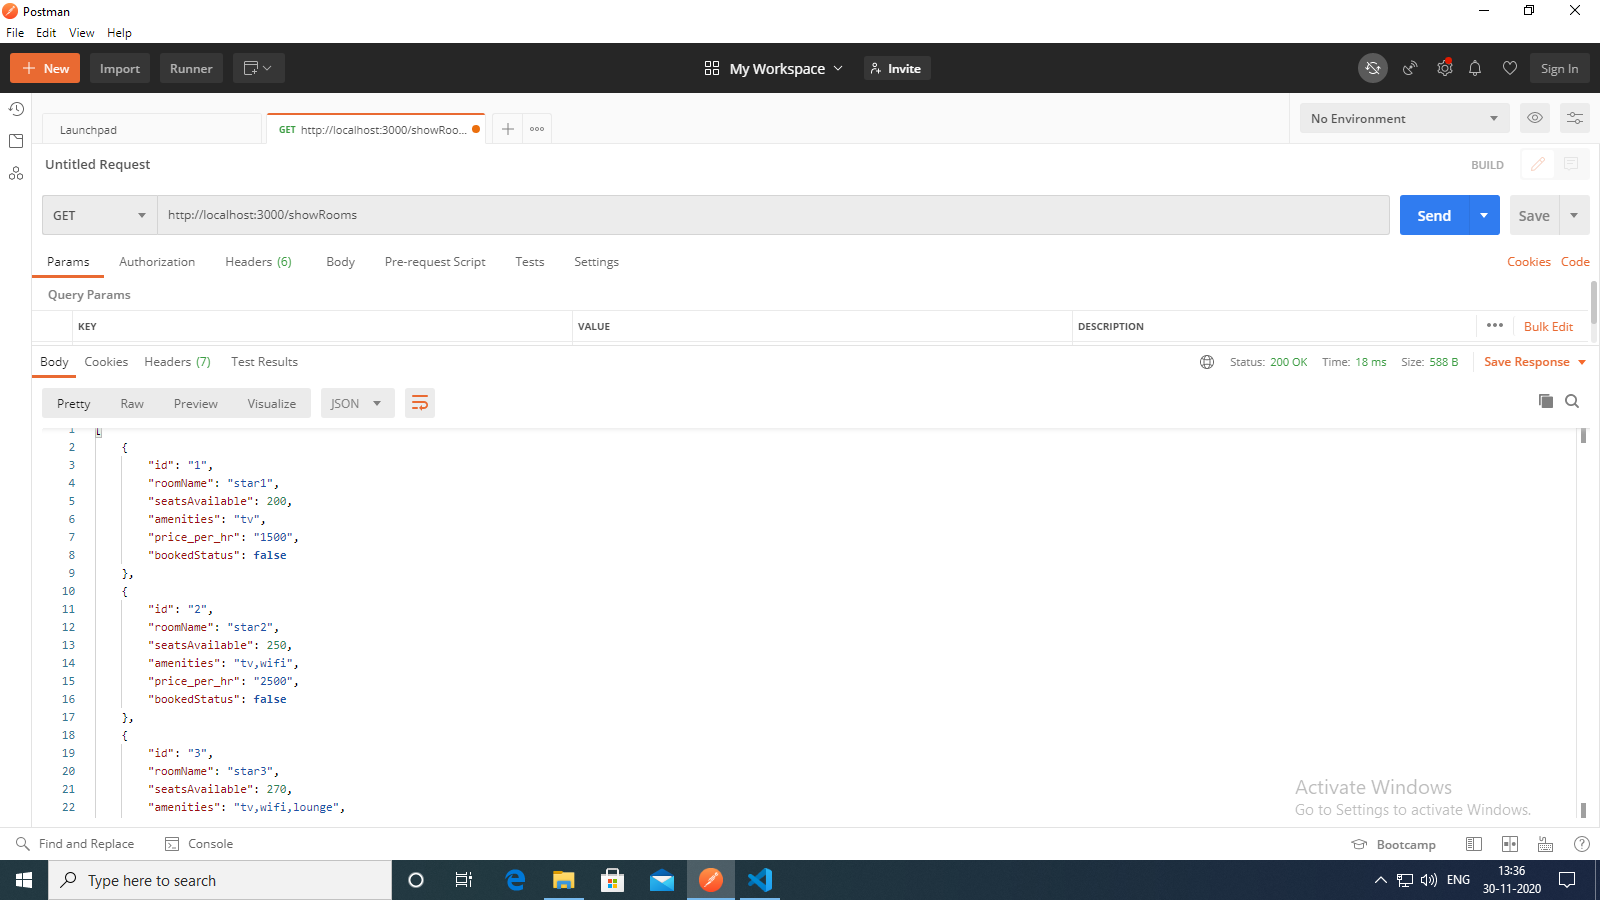 Postman
File Edit View Help
New Import Runner My Workspace Invite Sign In
Launchpad GET http://localhost:3000/showRoo... No Environment
Untitled Request BUILD
GET http://localhost:3000/showRooms Send Save
Params Authorization Headers (6) Body Pre-request Script Tests Settings Cookies Code
Query Params
KEY VALUE DESCRIPTION Bulk Edit
Body Cookies Headers (7) Test Results Status: 200 OK Time: 18 ms Size: 588 B Save Response
Pretty Raw Preview Visualize JSON
1 [
2 {
3 "id": "1",
4 "roomName": "star1",
5 "seatsAvailable": 200,
6 "amenities": "tv",
7 "price_per_hr": "1500",
8 "bookedStatus": false
9 },
10 {
11 "id": "2",
12 "roomName": "star2",
13 "seatsAvailable": 250,
14 "amenities": "tv,wifi",
15 "price_per_hr": "2500",
16 "bookedStatus": false
17 },
18 {
19 "id": "3",
20 "roomName": "star3",
21 "seatsAvailable": 270,
22 "amenities": "tv,wifi,lounge",
Activate Windows
Go to Settings to activate Windows.
Find and Replace Console Bootcamp
Type here to search ENG 13:36
30-11-2020